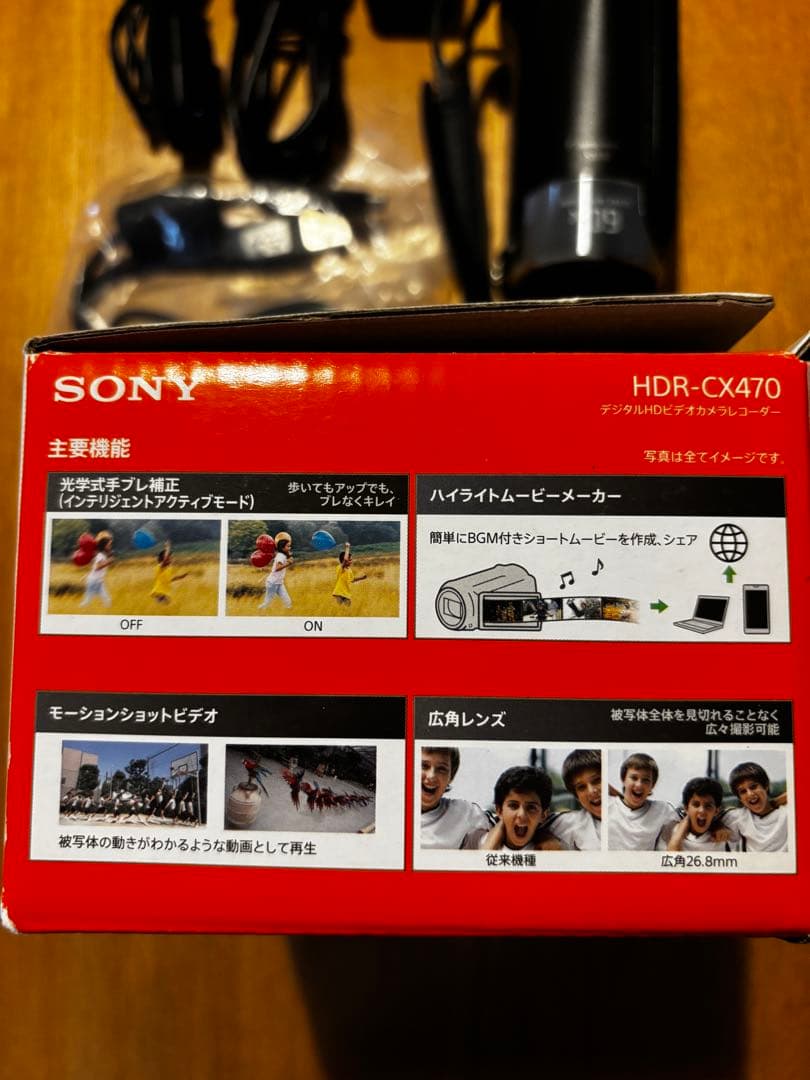 SONY
HDR-CX470
デジタルHDビデオカメラレコーダー
主要機能
写真は全てイメージです。
光学式手ブレ補正
(インテリジェントアクティブモード)
歩いてもアップでも、
ブレなくキレイ
OFF
ON
ハイライトムービーメーカー
簡単にBGM付きショートムービーを作成、シェア
モーションショットビデオ
被写体の動きがわかるような動画として再生
広角レンズ
被写体全体を見切れることなく
広々撮影可能
従来機種
広角26.8mm